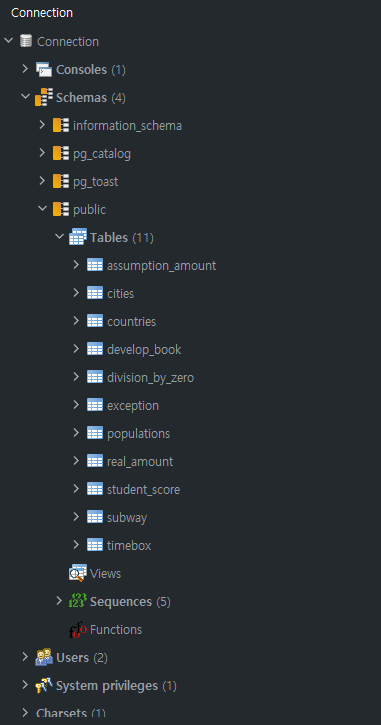 Connection
Connection
Consoles (1)
Schemas (4)
information_schema
pg_catalog
pg_toast
public
Tables (11)
assumption_amount
cities
countries
develop_book
division_by_zero
exception
populations
real_amount
student_score
subway
timebox
Views
Sequences (5)
Functions
Users (2)
System privileges (1)
Charsets (1)